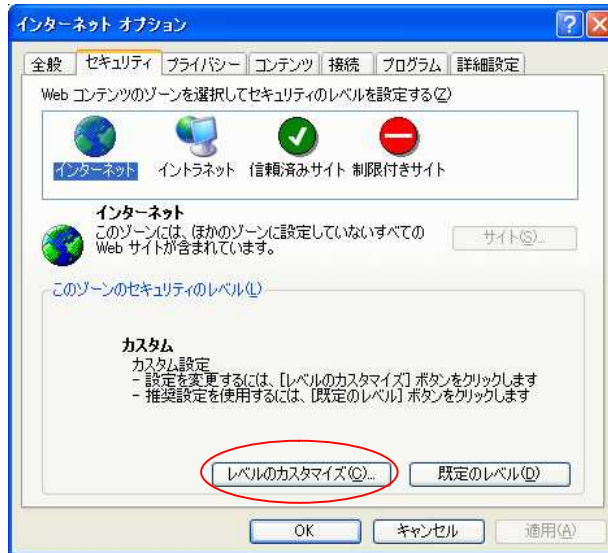 インターネット オプション
全般 セキュリティ プライバシー コンテンツ 接続 プログラム 詳細設定
Web コンテンツのゾーンを選択してセキュリティのレベルを設定する(Z)
インターネット イントラネット 信頼済みサイト 制限付きサイト
インターネット
このゾーンには、ほかのゾーンに設定していないすべての
Web サイトが含まれています。
サイト(S)...
このゾーンのセキュリティのレベル(L)
カスタム
カスタム設定
- 設定を変更するには、[レベルのカスタマイズ] ボタンをクリックします
- 推奨設定を使用するには、[既定のレベル] ボタンをクリックします
レベルのカスタマイズ(C)... 既定のレベル(D)
OK キャンセル 適用(A)